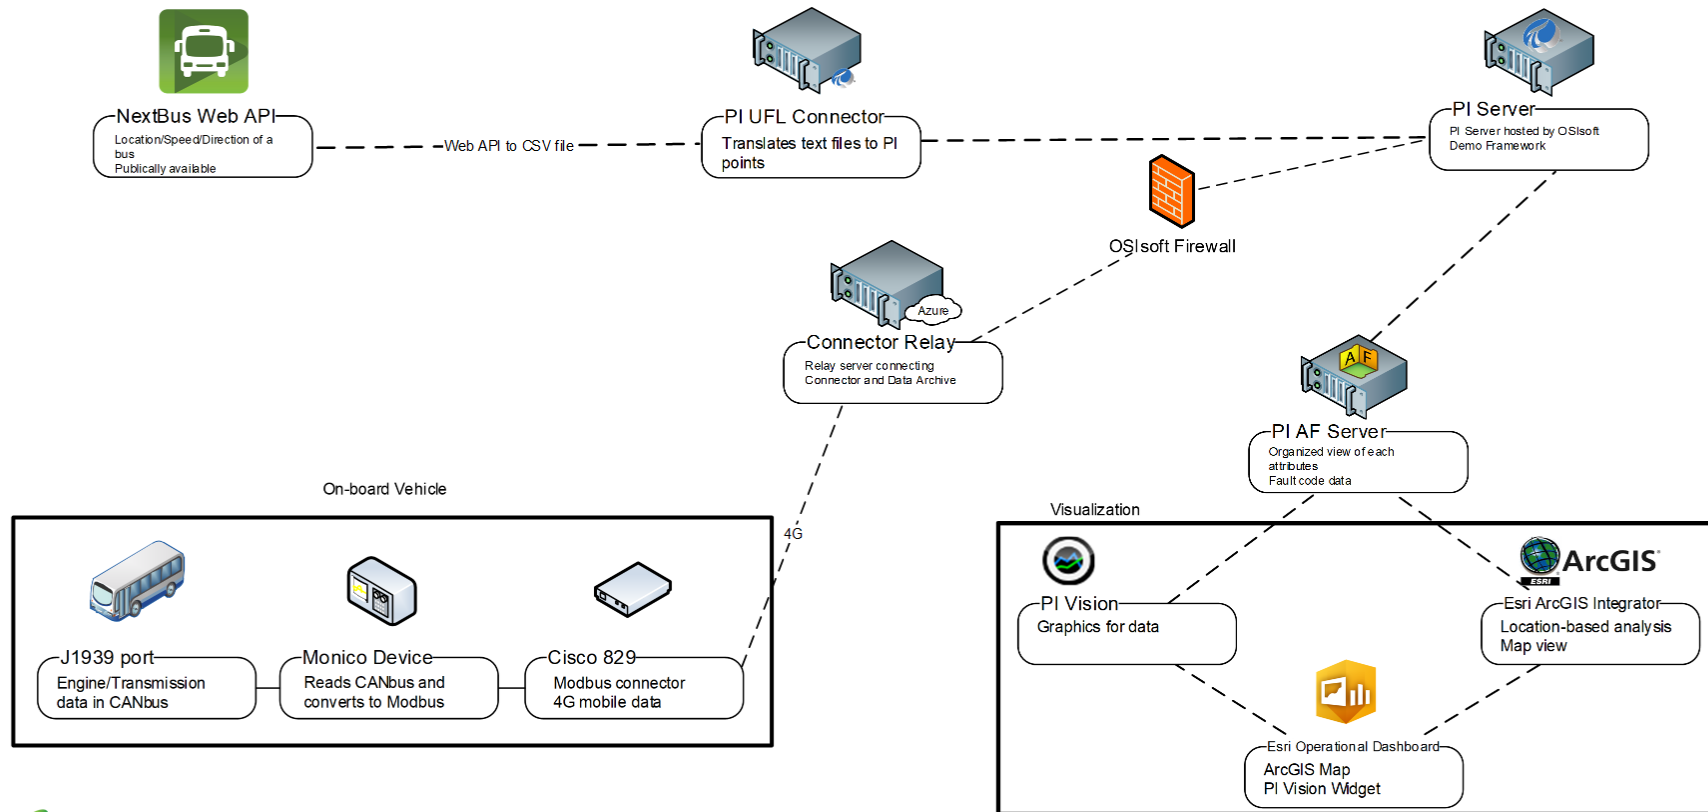 NextBus Web API
Location/Speed/Direction of a
bus
Publically available
Web API to CSV file
PI UFL Connector
Translates text files to PI
points
PI Server
PI Server hosted by OSIsoft
Demo Framework
OSIsoft Firewall
Azure
Connector Relay
Relay server connecting
Connector and Data Archive
A F
PI AF Server
Organized view of each
attributes
Fault code data
On-board Vehicle
4G
J1939 port
Engine/Transmission
data in CANbus
Monico Device
Reads CANbus and
converts to Modbus
Cisco 829
Modbus connector
4G mobile data
Visualization
PI Vision
Graphics for data
ESRI
ArcGIS
Esri ArcGIS Integrator
Location-based analysis
Map view
Esri Operational Dashboard
ArcGIS Map
PI Vision Widget